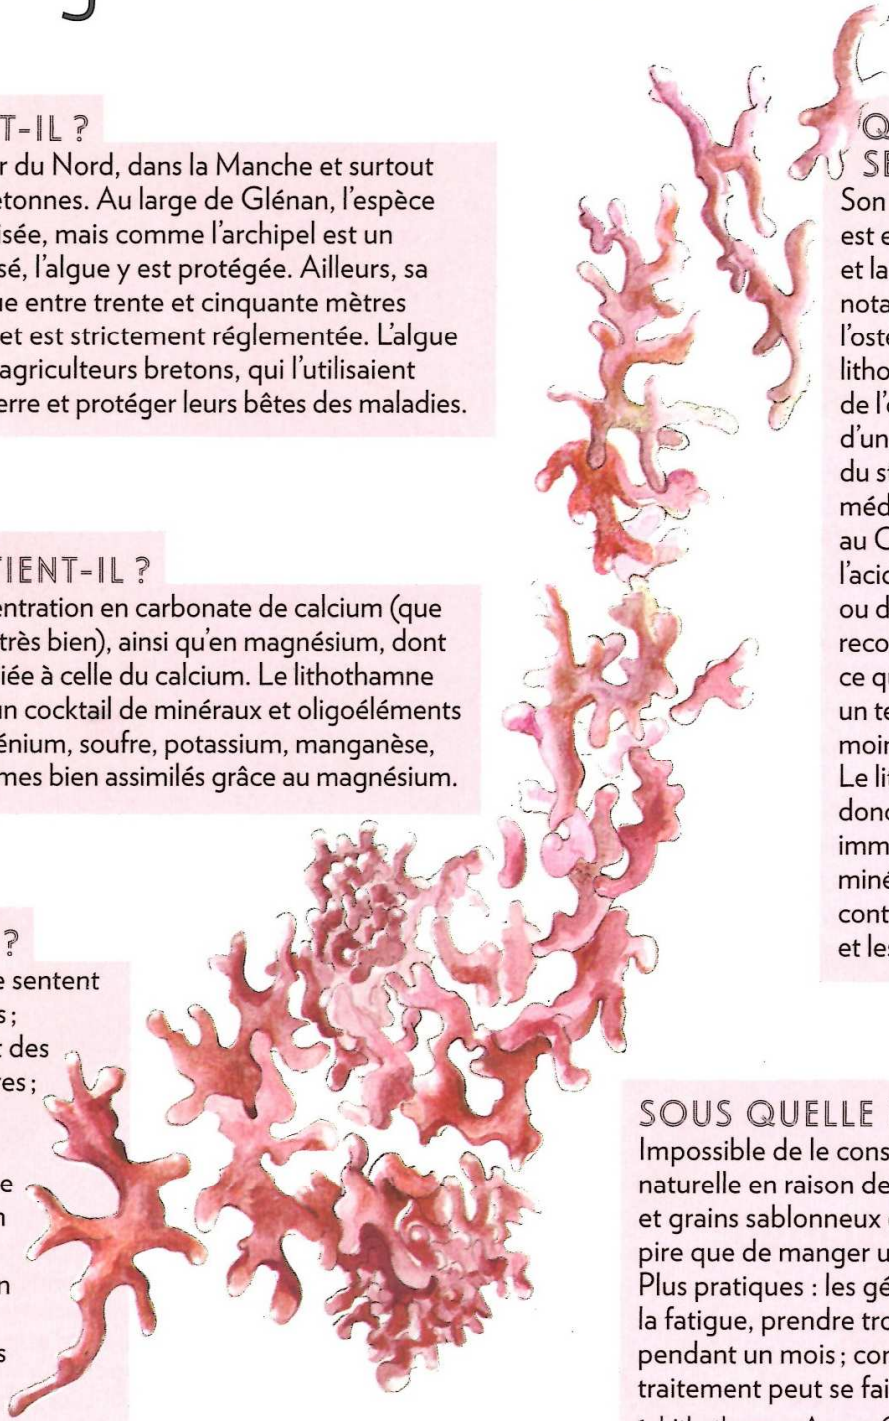 T-IL ?
r du Nord, dans la Manche et surtout
etonnes. Au large de Glénan, l'espèce
isée, mais comme l'archipel est un
sé, l'algue y est protégée. Ailleurs, sa
ue entre trente et cinquante mètres
et est strictement réglementée. L'algue
agriculteurs bretons, qui l'utilisaient
erre et protéger leurs bêtes des maladies.
TIENT-IL ?
entration en carbonate de calcium (que
très bien), ainsi qu'en magnésium, dont
iée à celle du calcium. Le lithothamne
un cocktail de minéraux et oligoéléments
énium, soufre, potassium, manganèse,
mes bien assimilés grâce au magnésium.
?
e sentent
s ;
t des
res ;
e
n
n
s
Q
SE
Son
est e
et la
nota
l'oste
litho
de l'
d'un
du s
méd
au C
l'acic
ou d
reco
ce qu
un te
moin
Le lit
donc
imm
miné
cont
et les
SOUS QUELLE
Impossible de le cons
naturelle en raison de
et grains sablonneux
pire que de manger u
Plus pratiques : les gé
la fatigue, prendre tro
pendant un mois ; con
traitement peut se fai